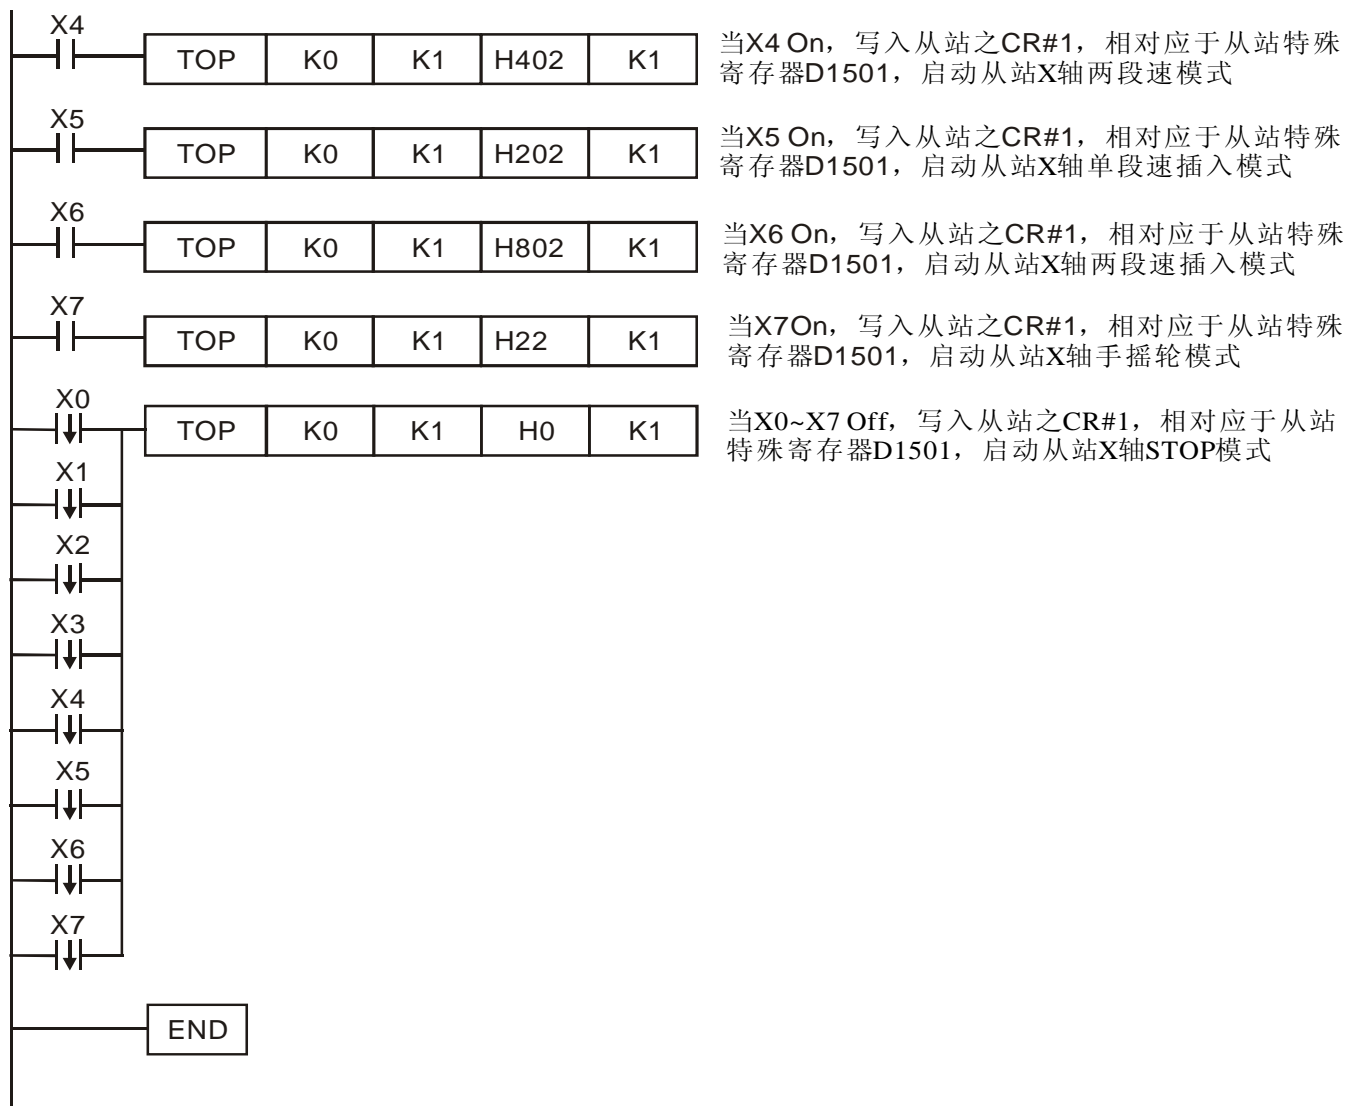 X4
TOP K0 K1 H402 K1
当X4 On，写入从站之CR#1，相对应于从站特殊
寄存器D1501，启动从站X轴两段速模式
X5
TOP K0 K1 H202 K1
当X5 On，写入从站之CR#1，相对应于从站特殊
寄存器D1501，启动从站X轴单段速插入模式
X6
TOP K0 K1 H802 K1
当X6 On，写入从站之CR#1，相对应于从站特殊
寄存器D1501，启动从站X轴两段速插入模式
X7
TOP K0 K1 H22 K1
当X7On，写入从站之CR#1，相对应于从站特殊
寄存器D1501，启动从站X轴手摇轮模式
X0
TOP K0 K1 H0 K1
当X0~X7 Off，写入从站之CR#1，相对应于从站
特殊寄存器D1501，启动从站X轴STOP模式
X1
X2
X3
X4
X5
X6
X7
END